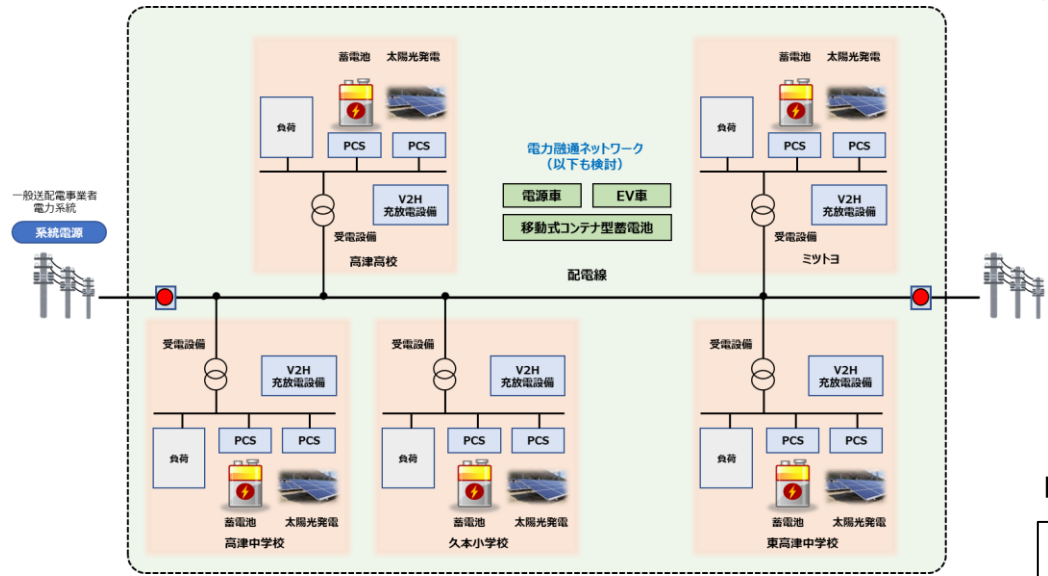 蓄電池 太陽光発電
負荷
PCS
PCS
V2H
充放電設備
受電設備
高津高校
電力融通ネットワーク
（以下も検討）
電源車
EV車
移動式コンテナ型蓄電池
蓄電池 太陽光発電
負荷
PCS
PCS
V2H
充放電設備
受電設備
ミツトヨ
一般送配電事業者
電力系統
系統電源
配電線
受電設備
V2H
充放電設備
負荷
PCS
PCS
蓄電池 太陽光発電
高津中学校
受電設備
V2H
充放電設備
負荷
PCS
PCS
蓄電池 太陽光発電
久本小学校
受電設備
V2H
充放電設備
負荷
PCS
PCS
蓄電池 太陽光発電
東高津中学校